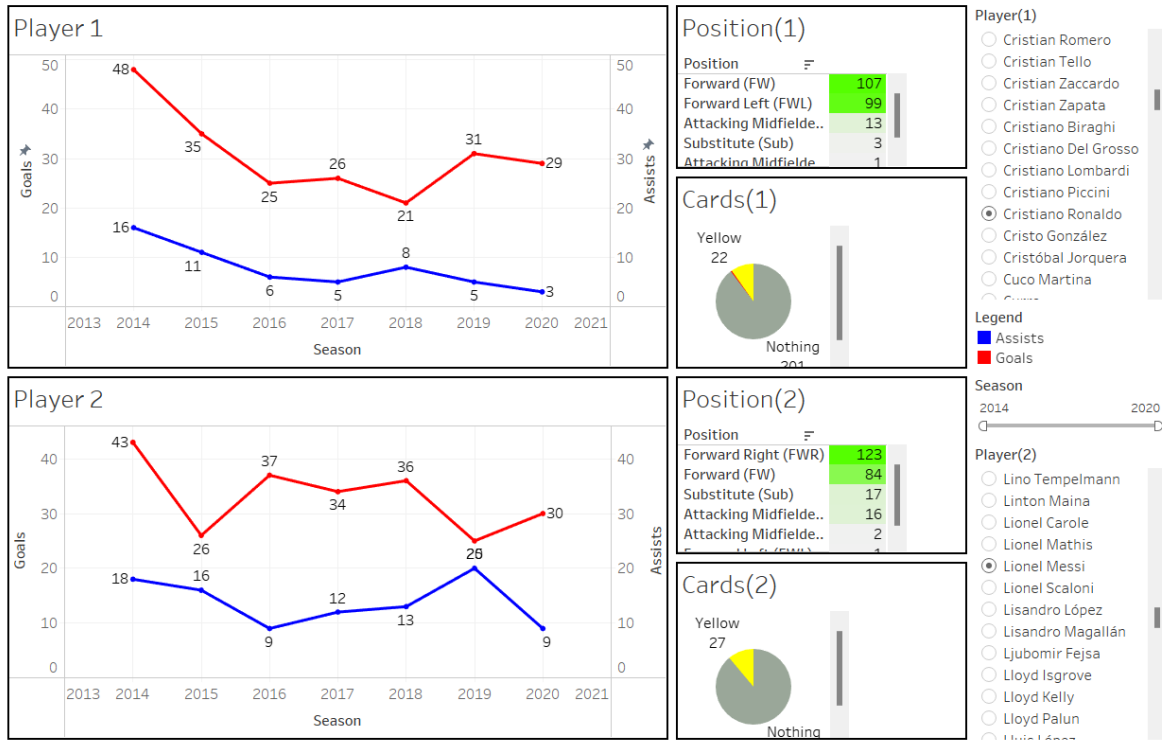 Player 1
50
40
30
20
10
0
Goals
48
35
25
26
21
31
29
16
11
6
5
8
5
3
50
40
30
20
10
0
Assists
2013 2014 2015 2016 2017 2018 2019 2020 2021
Season
Position(1)
Position
Forward (FW) 107
Forward Left (FWL) 99
Attacking Midfielde.. 13
Substitute (Sub) 3
Attacking Midfielde 1
Cards(1)
Yellow
22
Nothing
201
Player(1)
Cristian Romero
Cristian Tello
Cristian Zaccardo
Cristian Zapata
Cristiano Biraghi
Cristiano Del Grosso
Cristiano Lombardi
Cristiano Piccini
Cristiano Ronaldo
Cristo González
Cristóbal Jorquera
Cuco Martina
Legend
Assists
Goals
Player 2
40
30
20
10
0
Goals
43
26
37
34
36
30
18
16
9
12
13
20
9
40
30
20
10
0
Assists
2013 2014 2015 2016 2017 2018 2019 2020 2021
Season
Position(2)
Position
Forward Right (FWR) 123
Forward (FW) 84
Substitute (Sub) 17
Attacking Midfielde.. 16
Attacking Midfielde.. 2
Forward Left (FWL) 1
Cards(2)
Yellow
27
Nothing
Season
2014 2020
Player(2)
Lino Tempelmann
Linton Maina
Lionel Carole
Lionel Mathis
Lionel Messi
Lionel Scaloni
Lisandro López
Lisandro Magallán
Ljubomir Fejsa
Lloyd Isgrove
Lloyd Kelly
Lloyd Palun